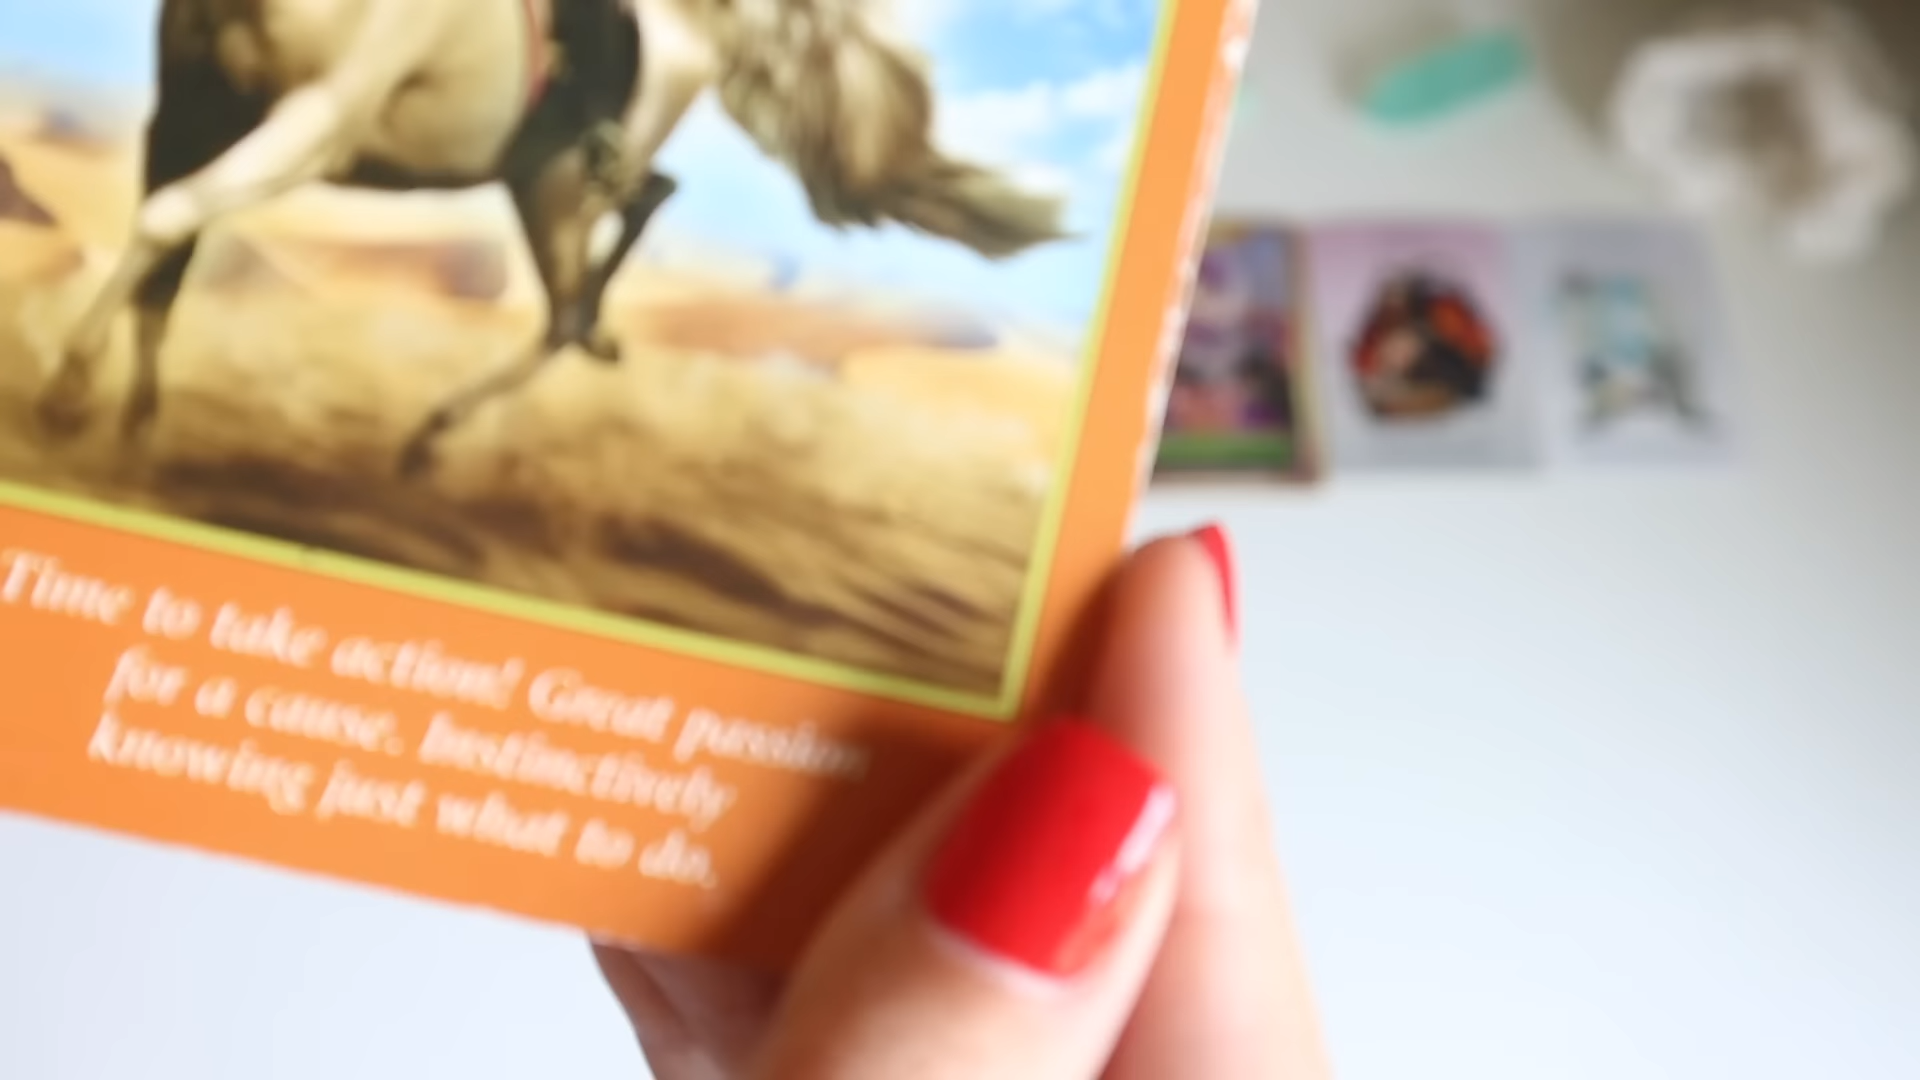 Time to take action! Great passion
for a cause. Instinctively
knowing just what to do.